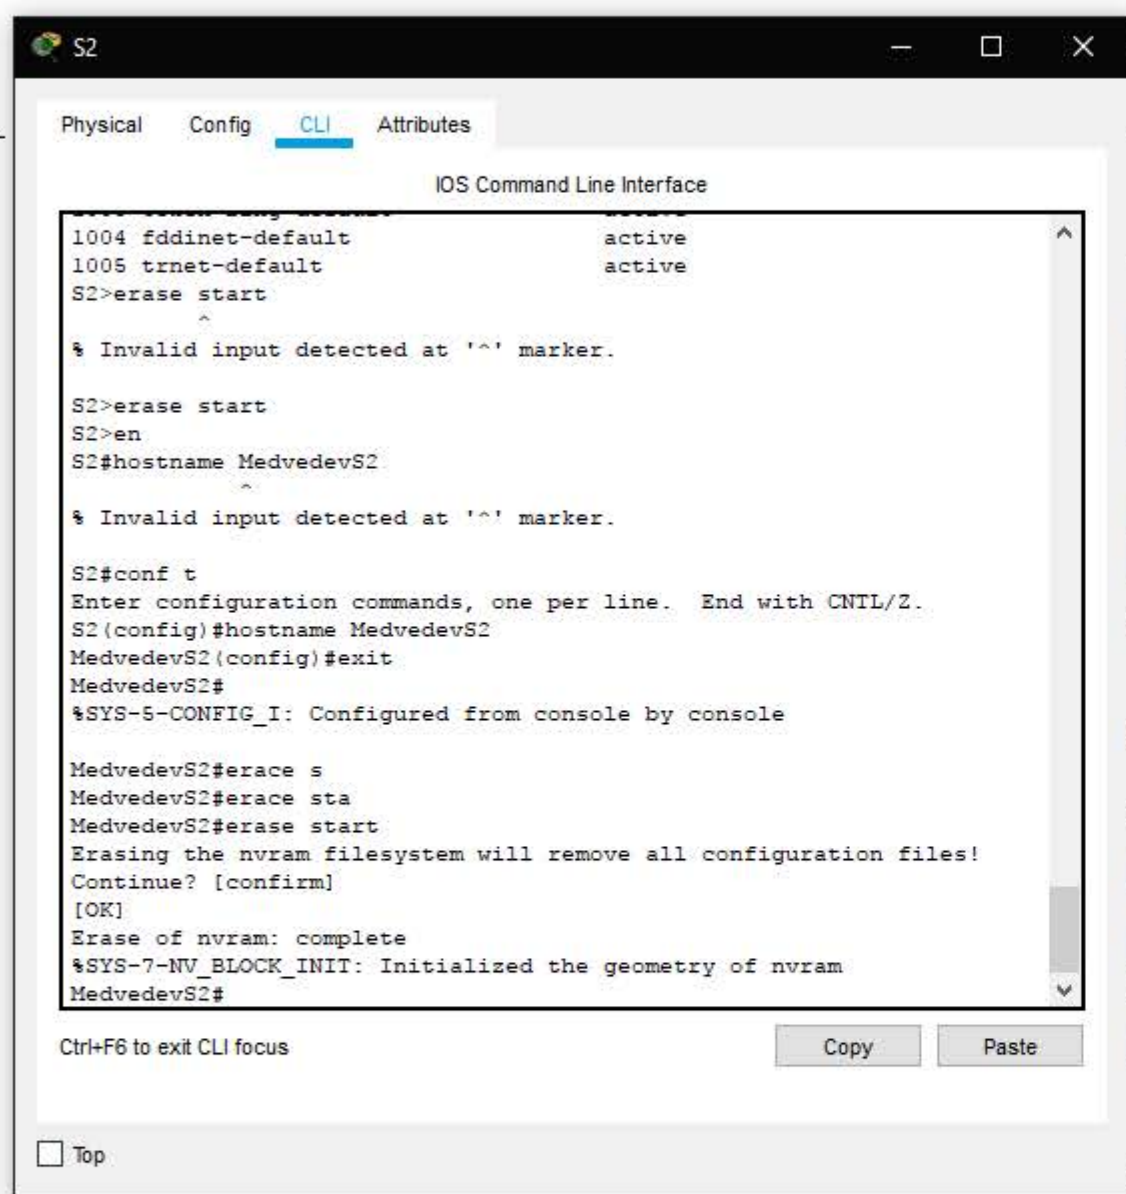 S2
Physical Config CLI Attributes
IOS Command Line Interface
1004 fddinet-default active
1005 trnet-default active
S2>erase start
^
% Invalid input detected at '^' marker.
S2>erase start
S2>en
S2#hostname MedvedevS2
^
% Invalid input detected at '^' marker.
S2#conf t
Enter configuration commands, one per line. End with CNTL/Z.
S2(config)#hostname MedvedevS2
MedvedevS2(config)#exit
MedvedevS2#
%SYS-5-CONFIG_I: Configured from console by console
MedvedevS2#erace s
MedvedevS2#erace sta
MedvedevS2#erase start
Erasing the nvram filesystem will remove all configuration files!
Continue? [confirm]
[OK]
Erase of nvram: complete
%SYS-7-NV_BLOCK_INIT: Initialized the geometry of nvram
MedvedevS2#
Ctrl+F6 to exit CLI focus
Copy Paste
Top